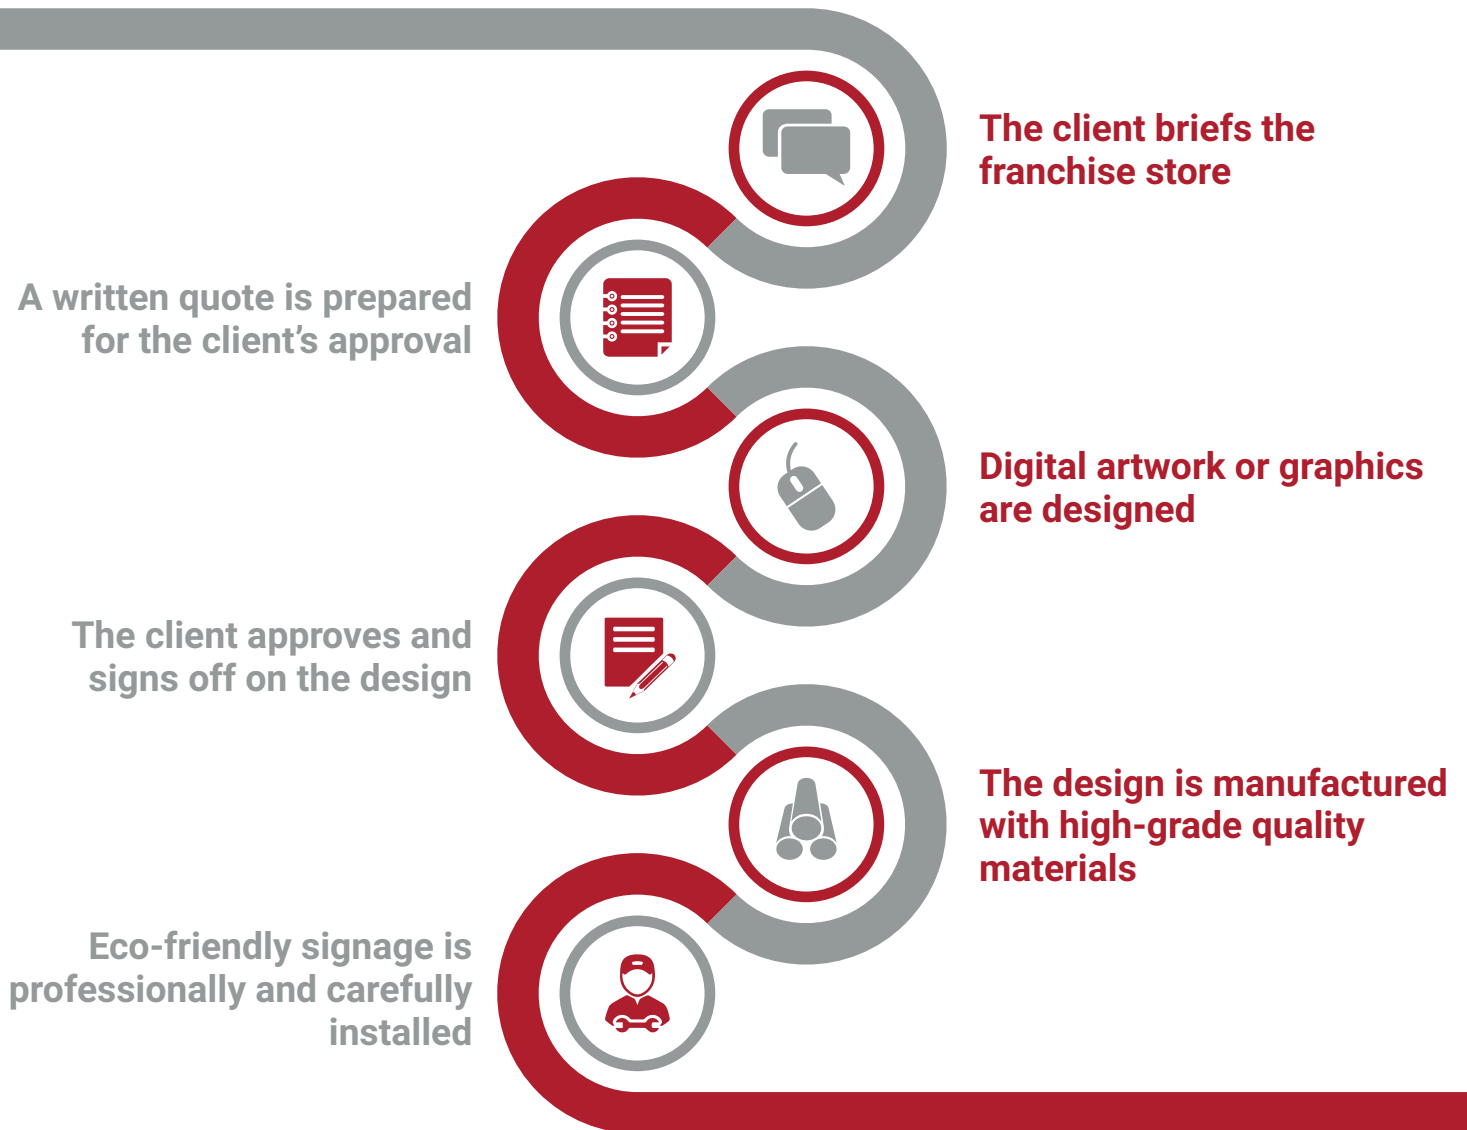 The client briefs the
franchise store
A written quote is prepared
for the client’s approval
Digital artwork or graphics
are designed
The client approves and
signs off on the design
The design is manufactured
with high-grade quality
materials
Eco-friendly signage is
professionally and carefully
installed